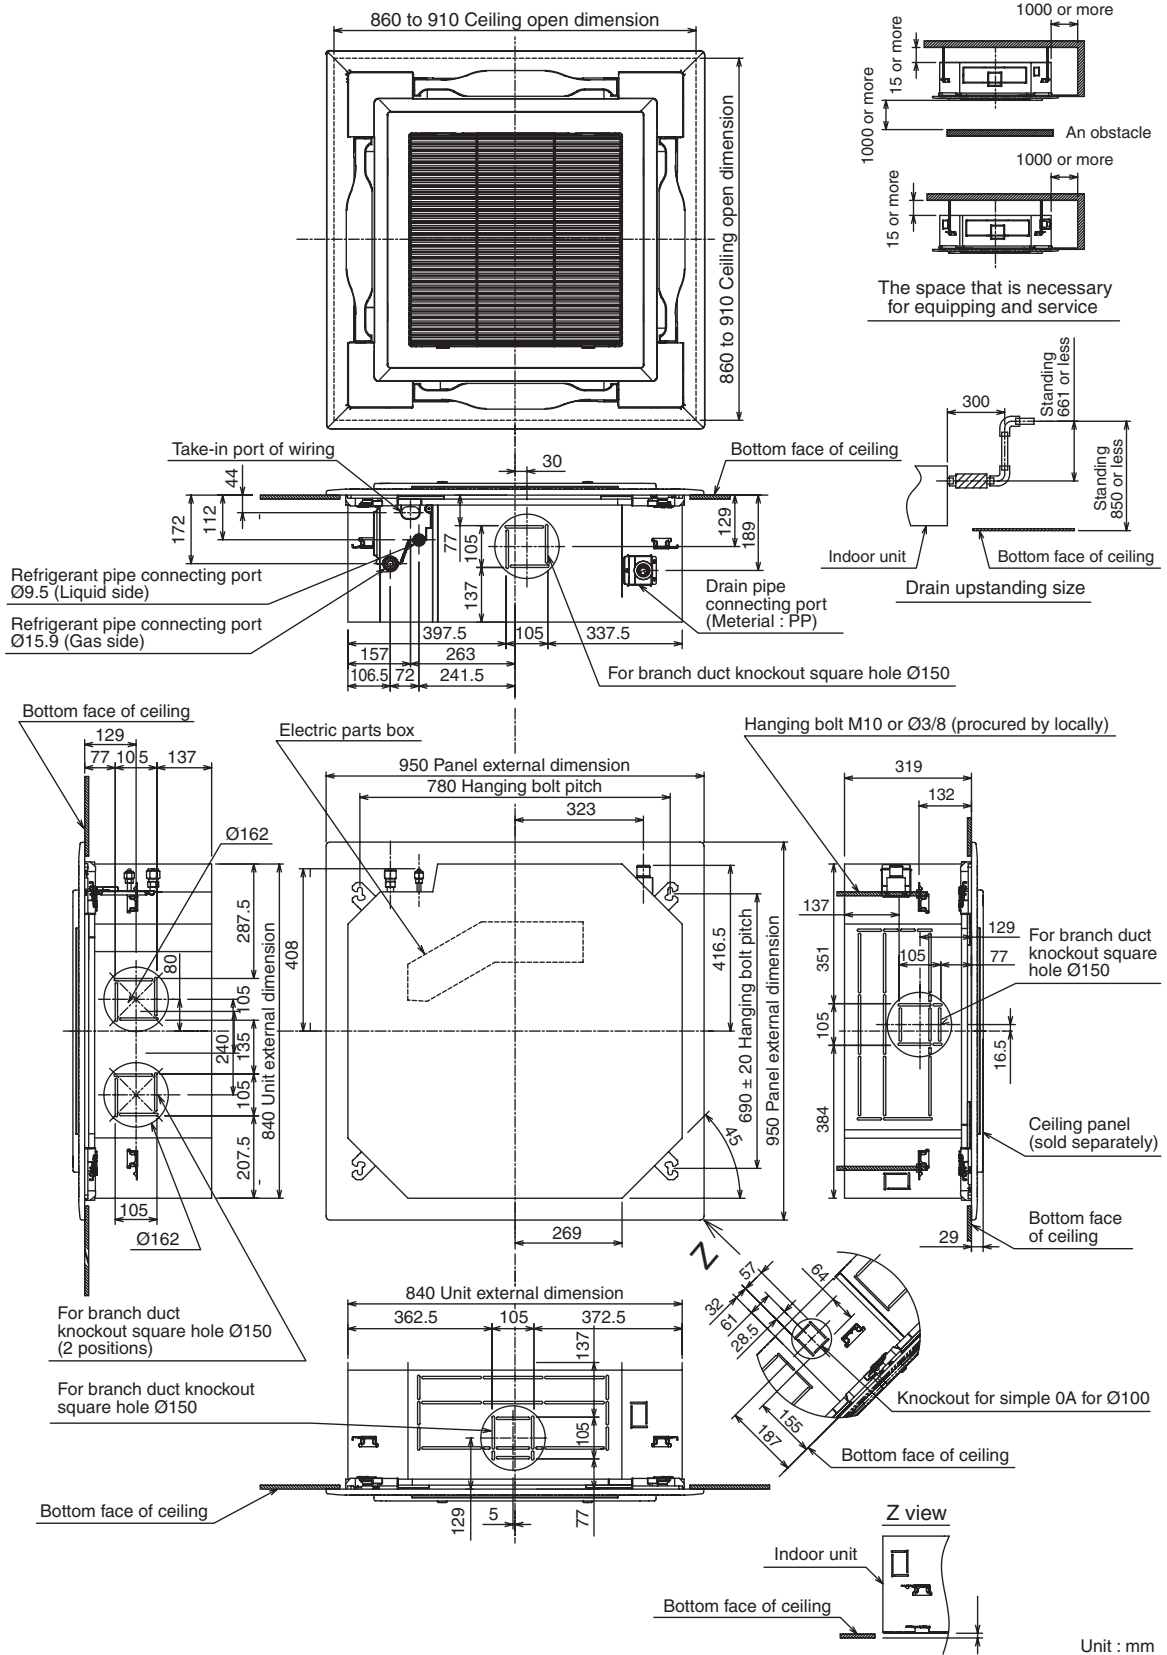 860 to 910 Ceiling open dimension
860 to 910 Ceiling open dimension
1000 or more
15 or more
1000 or more
An obstacle
1000 or more
15 or more
The space that is necessary
for equipping and service
Standing
661 or less
300
Standing
850 or less
Indoor unit
Bottom face of ceiling
Drain upstanding size
Take-in port of wiring
30
Bottom face of ceiling
44
172
112
77
105
137
129
189
Refrigerant pipe connecting port
Ø9.5 (Liquid side)
Refrigerant pipe connecting port
Ø15.9 (Gas side)
Drain pipe
connecting port
(Meterial : PP)
397.5
105
337.5
157
263
106.5
72
241.5
For branch duct knockout square hole Ø150
Bottom face of ceiling
129
77
105
137
Ø162
287.5
80
105
240
135
105
207.5
840 Unit external dimension
105
Ø162
For branch duct
knockout square hole Ø150
(2 positions)
Electric parts box
950 Panel external dimension
780 Hanging bolt pitch
323
408
416.5
690 ± 20 Hanging bolt pitch
950 Panel external dimension
45
269
Z
Hanging bolt M10 or Ø3/8 (procured by locally)
319
132
137
351
129
105
77
For branch duct
knockout square
hole Ø150
105
16.5
384
Ceiling panel
(sold separately)
Bottom face
of ceiling
29
840 Unit external dimension
362.5
105
372.5
137
105
77
129
5
For branch duct knockout
square hole Ø150
Bottom face of ceiling
57
64
32
61
28.5
155
187
Knockout for simple 0A for Ø100
Bottom face of ceiling
Z view
Indoor unit
Bottom face of ceiling
Unit : mm